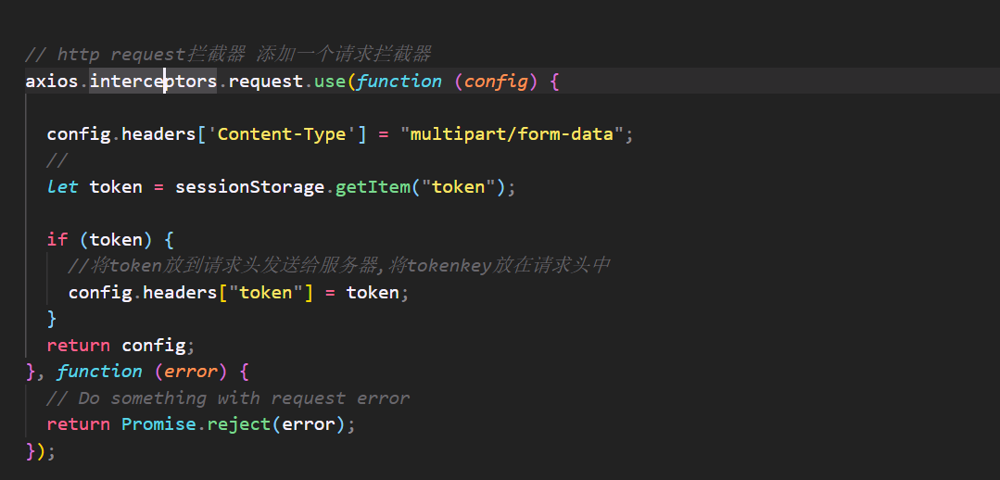 // http request拦截器 添加一个请求拦截器
axios.interceptors.request.use(function (config) {
config.headers['Content-Type'] = "multipart/form-data";
//
let token = sessionStorage.getItem("token");
if (token) {
//将token放到请求头发送给服务器,将tokenkey放在请求头中
config.headers["token"] = token;
}
return config;
}, function (error) {
// Do something with request error
return Promise.reject(error);
});